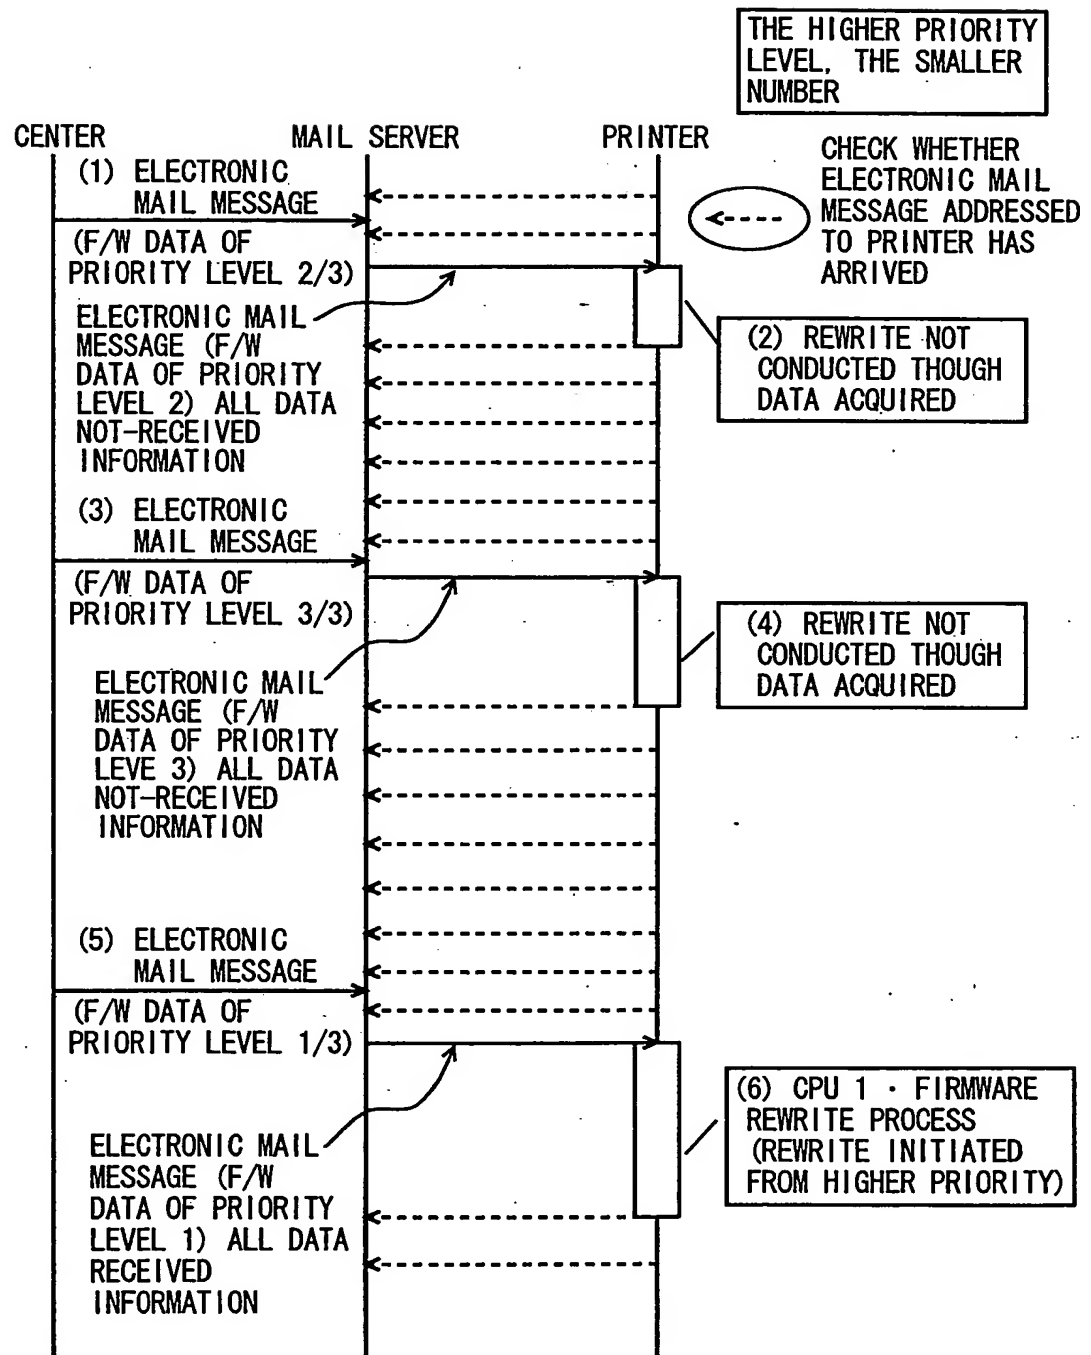 THE HIGHER PRIORITY
LEVEL, THE SMALLER
NUMBER
CENTER
MAIL SERVER
PRINTER
CHECK WHETHER
ELECTRONIC MAIL
MESSAGE ADDRESSED
TO PRINTER HAS
ARRIVED
(1) ELECTRONIC
MAIL MESSAGE
(F/W DATA OF
PRIORITY LEVEL 2/3)
ELECTRONIC MAIL
MESSAGE (F/W
DATA OF PRIORITY
LEVEL 2) ALL DATA
NOT-RECEIVED
INFORMATION
(2) REWRITE NOT
CONDUCTED THOUGH
DATA ACQUIRED
(3) ELECTRONIC
MAIL MESSAGE
(F/W DATA OF
PRIORITY LEVEL 3/3)
ELECTRONIC MAIL
MESSAGE (F/W
DATA OF PRIORITY
LEVE 3) ALL DATA
NOT-RECEIVED
INFORMATION
(4) REWRITE NOT
CONDUCTED THOUGH
DATA ACQUIRED
(5) ELECTRONIC
MAIL MESSAGE
(F/W DATA OF
PRIORITY LEVEL 1/3)
ELECTRONIC MAIL
MESSAGE (F/W
DATA OF PRIORITY
LEVEL 1) ALL DATA
RECEIVED
INFORMATION
(6) CPU 1 · FIRMWARE
REWRITE PROCESS
(REWRITE INITIATED
FROM HIGHER PRIORITY)